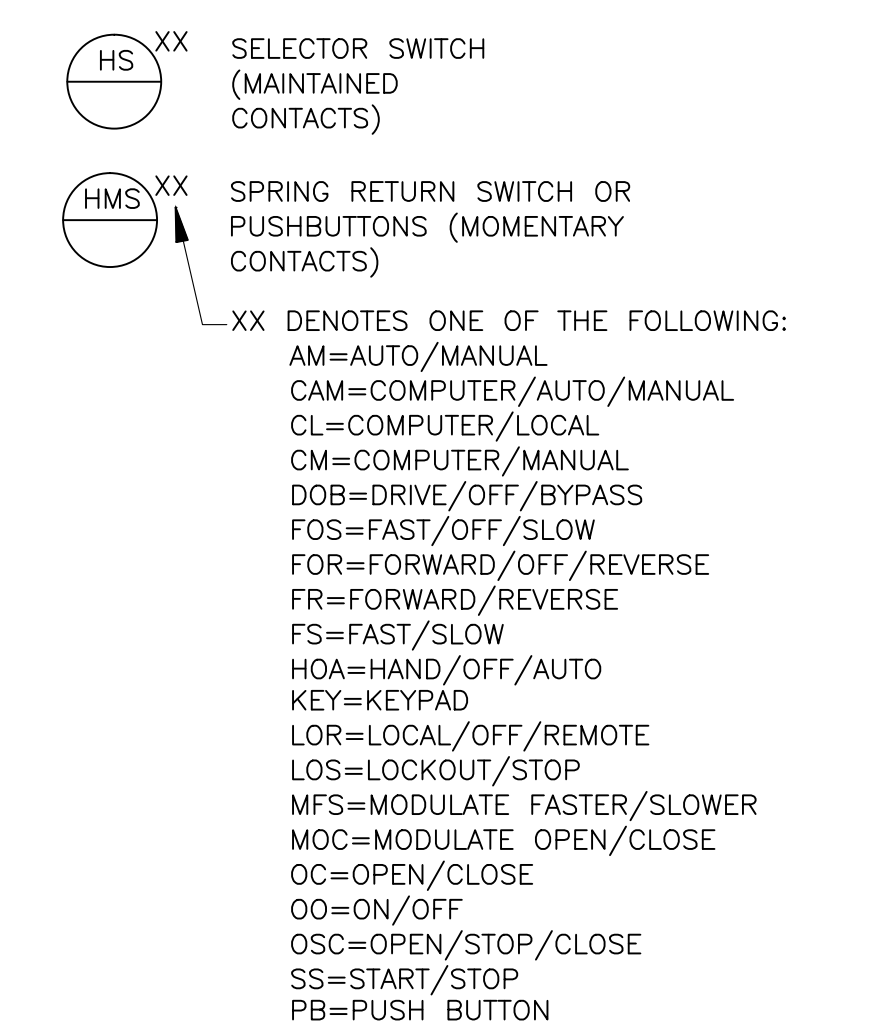 HS XX SELECTOR SWITCH
(MAINTAINED
CONTACTS)
HMS XX SPRING RETURN SWITCH OR
PUSHBUTTONS (MOMENTARY
CONTACTS)
XX DENOTES ONE OF THE FOLLOWING:
AM=AUTO/MANUAL
CAM=COMPUTER/AUTO/MANUAL
CL=COMPUTER/LOCAL
CM=COMPUTER/MANUAL
DOB=DRIVE/OFF/BYPASS
FOS=FAST/OFF/SLOW
FOR=FORWARD/OFF/REVERSE
FR=FORWARD/REVERSE
FS=FAST/SLOW
HOA=HAND/OFF/AUTO
KEY=KEYPAD
LOR=LOCAL/OFF/REMOTE
LOS=LOCKOUT/STOP
MFS=MODULATE FASTER/SLOWER
MOC=MODULATE OPEN/CLOSE
OC=OPEN/CLOSE
OO=ON/OFF
OSC=OPEN/STOP/CLOSE
SS=START/STOP
PB=PUSH BUTTON